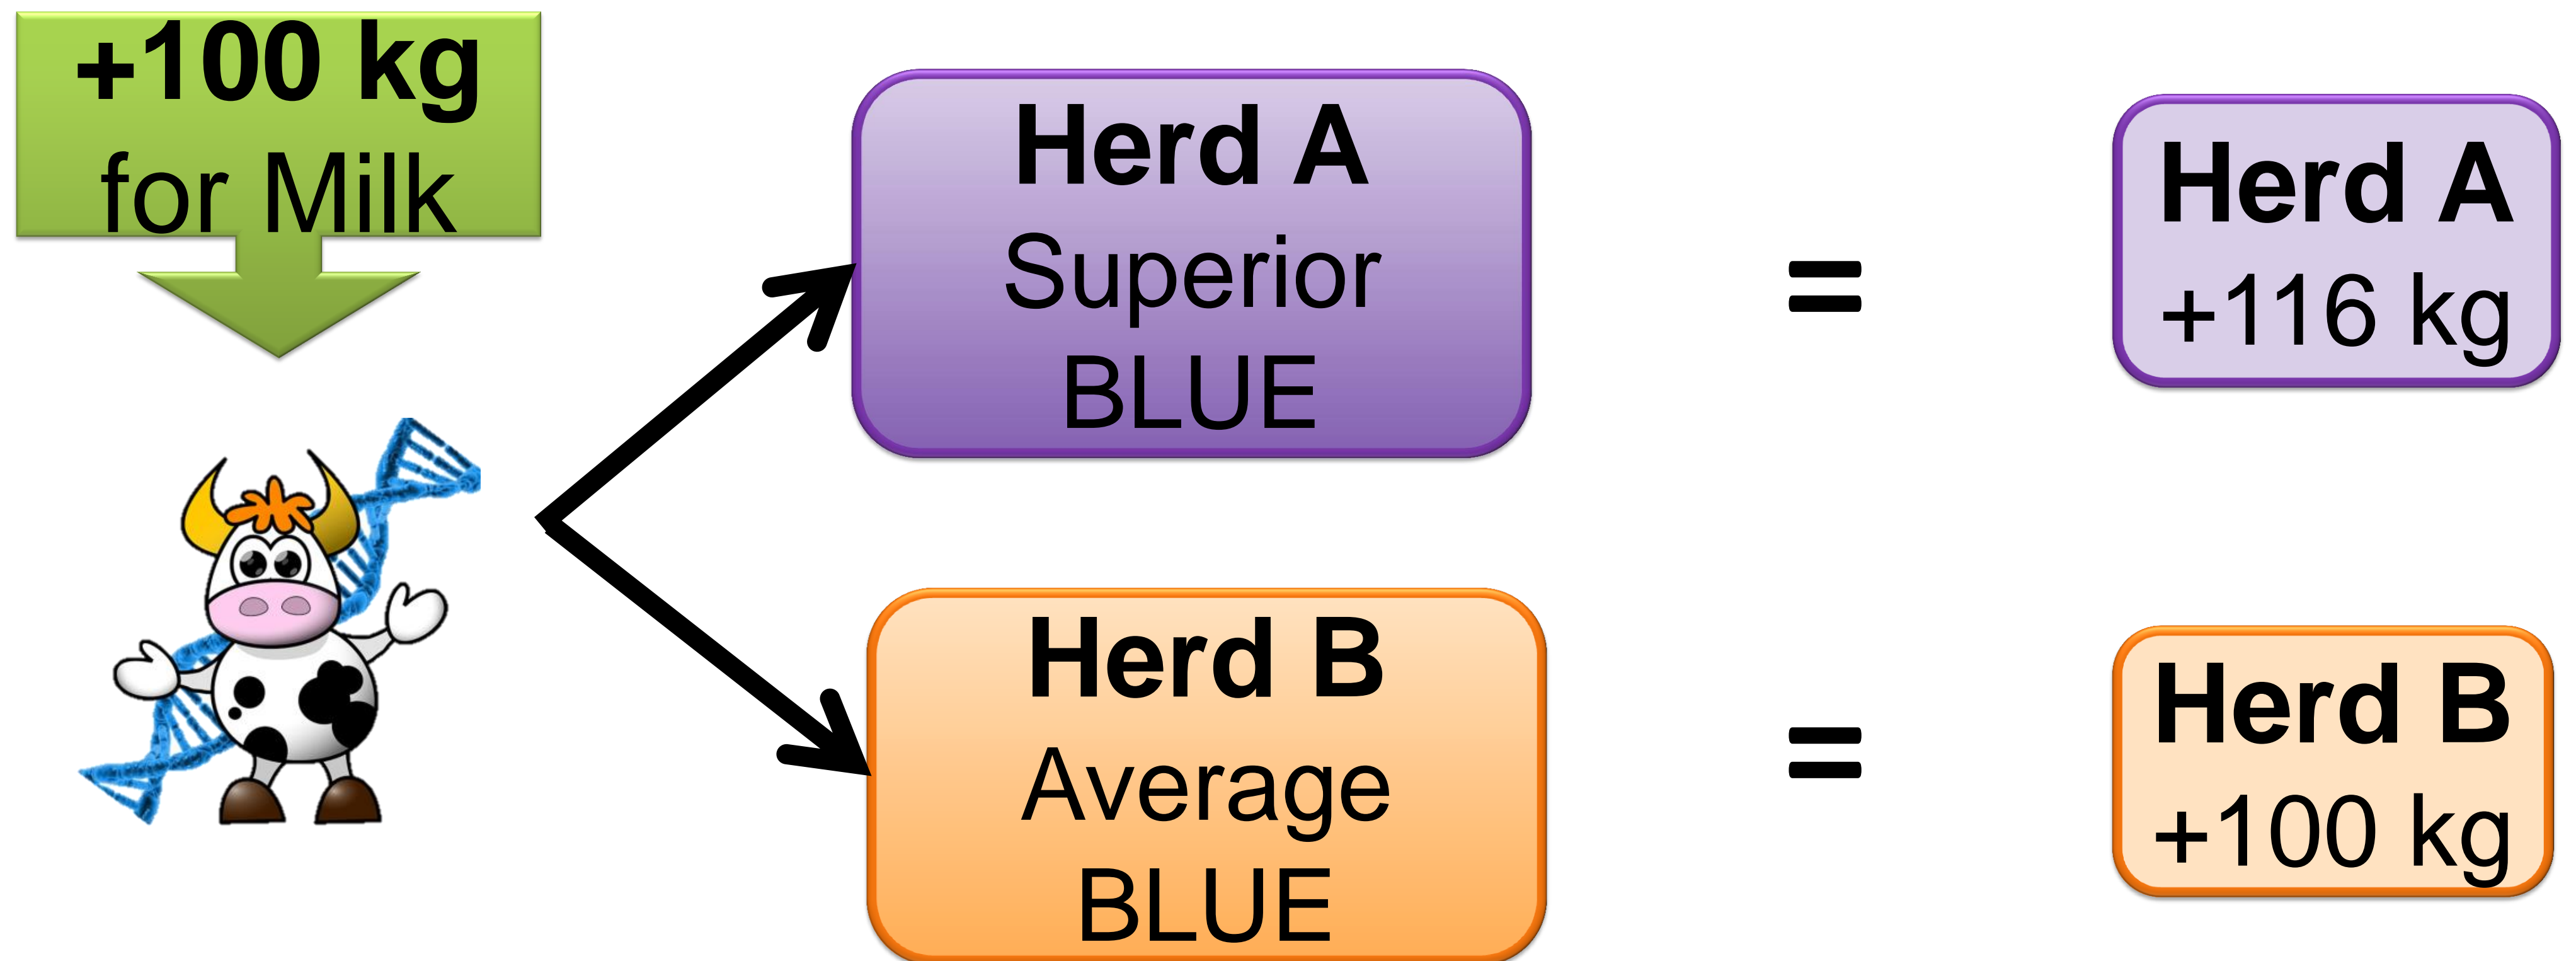 +100 kg
for Milk
Herd A
Superior
BLUE
=
Herd A
+116 kg
Herd B
Average
BLUE
=
Herd B
+100 kg